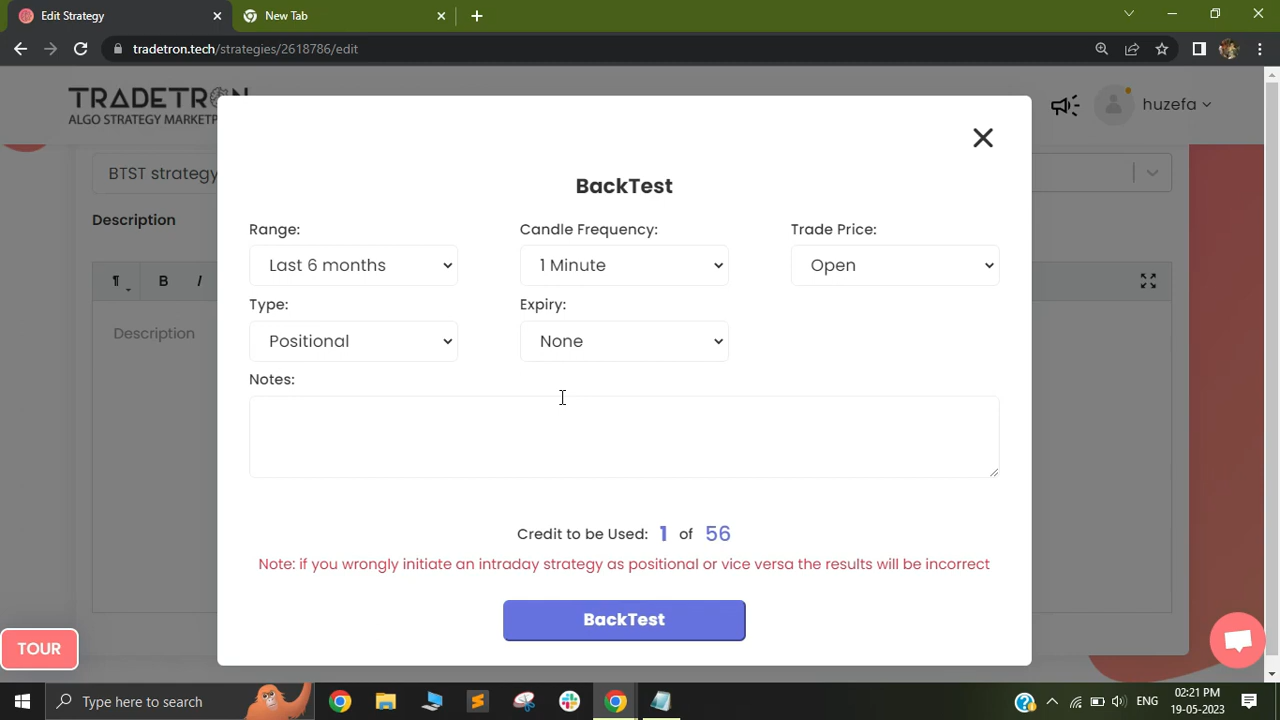 Edit Strategy
New Tab
tradetron.tech/strategies/2618786/edit
TRADETRON
ALGO STRATEGY MARKETP
huzefa
BTST strategy
Description
¶ B I
Description
BackTest
Range:
Candle Frequency:
Trade Price:
Last 6 months
1 Minute
Open
Type:
Expiry:
Positional
None
Notes:
Credit to be Used: 1 of 56
Note: if you wrongly initiate an intraday strategy as positional or vice versa the results will be incorrect
BackTest
TOUR
Type here to search
ENG
02:21 PM
19-05-2023